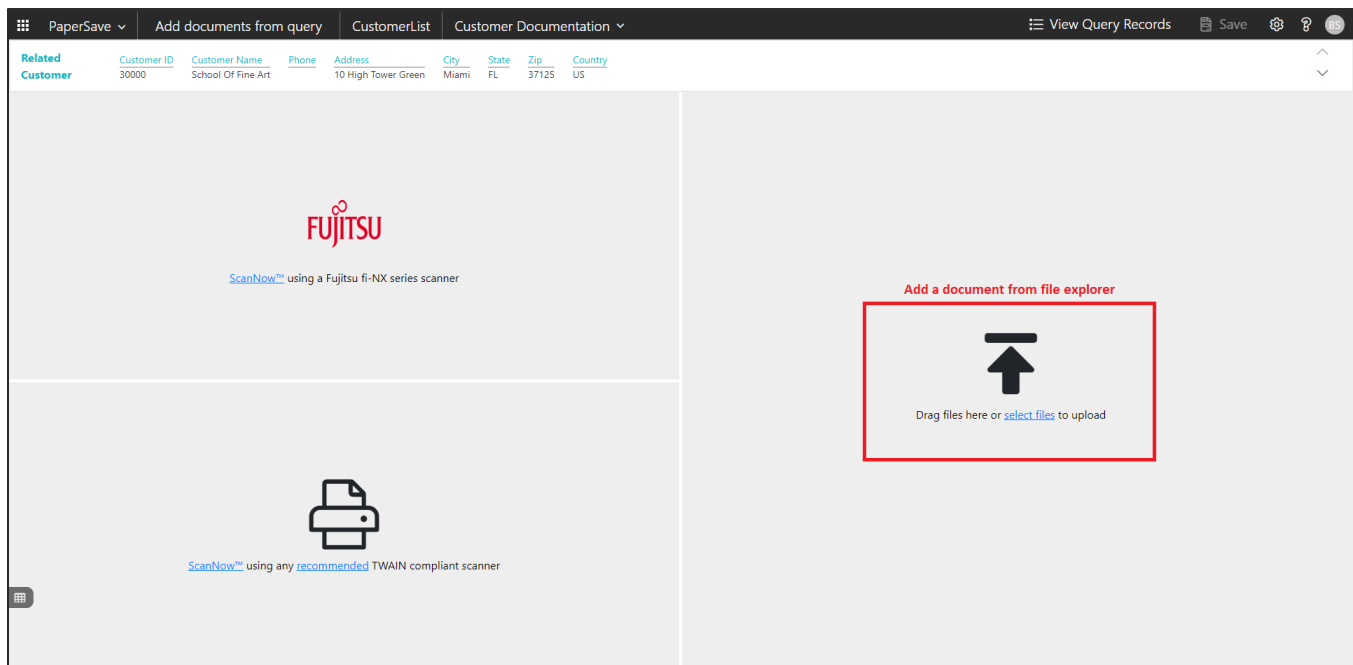 PaperSave Add documents from query CustomerList Customer Documentation View Query Records Save BS
Related Customer
Customer ID Customer Name Phone Address City State Zip Country
30000 School Of Fine Art 10 High Tower Green Miami FL 37125 US
FUJITSU
ScanNow™ using a Fujitsu fi-NX series scanner
Add a document from file explorer
Drag files here or select files to upload
ScanNow™ using any recommended TWAIN compliant scanner